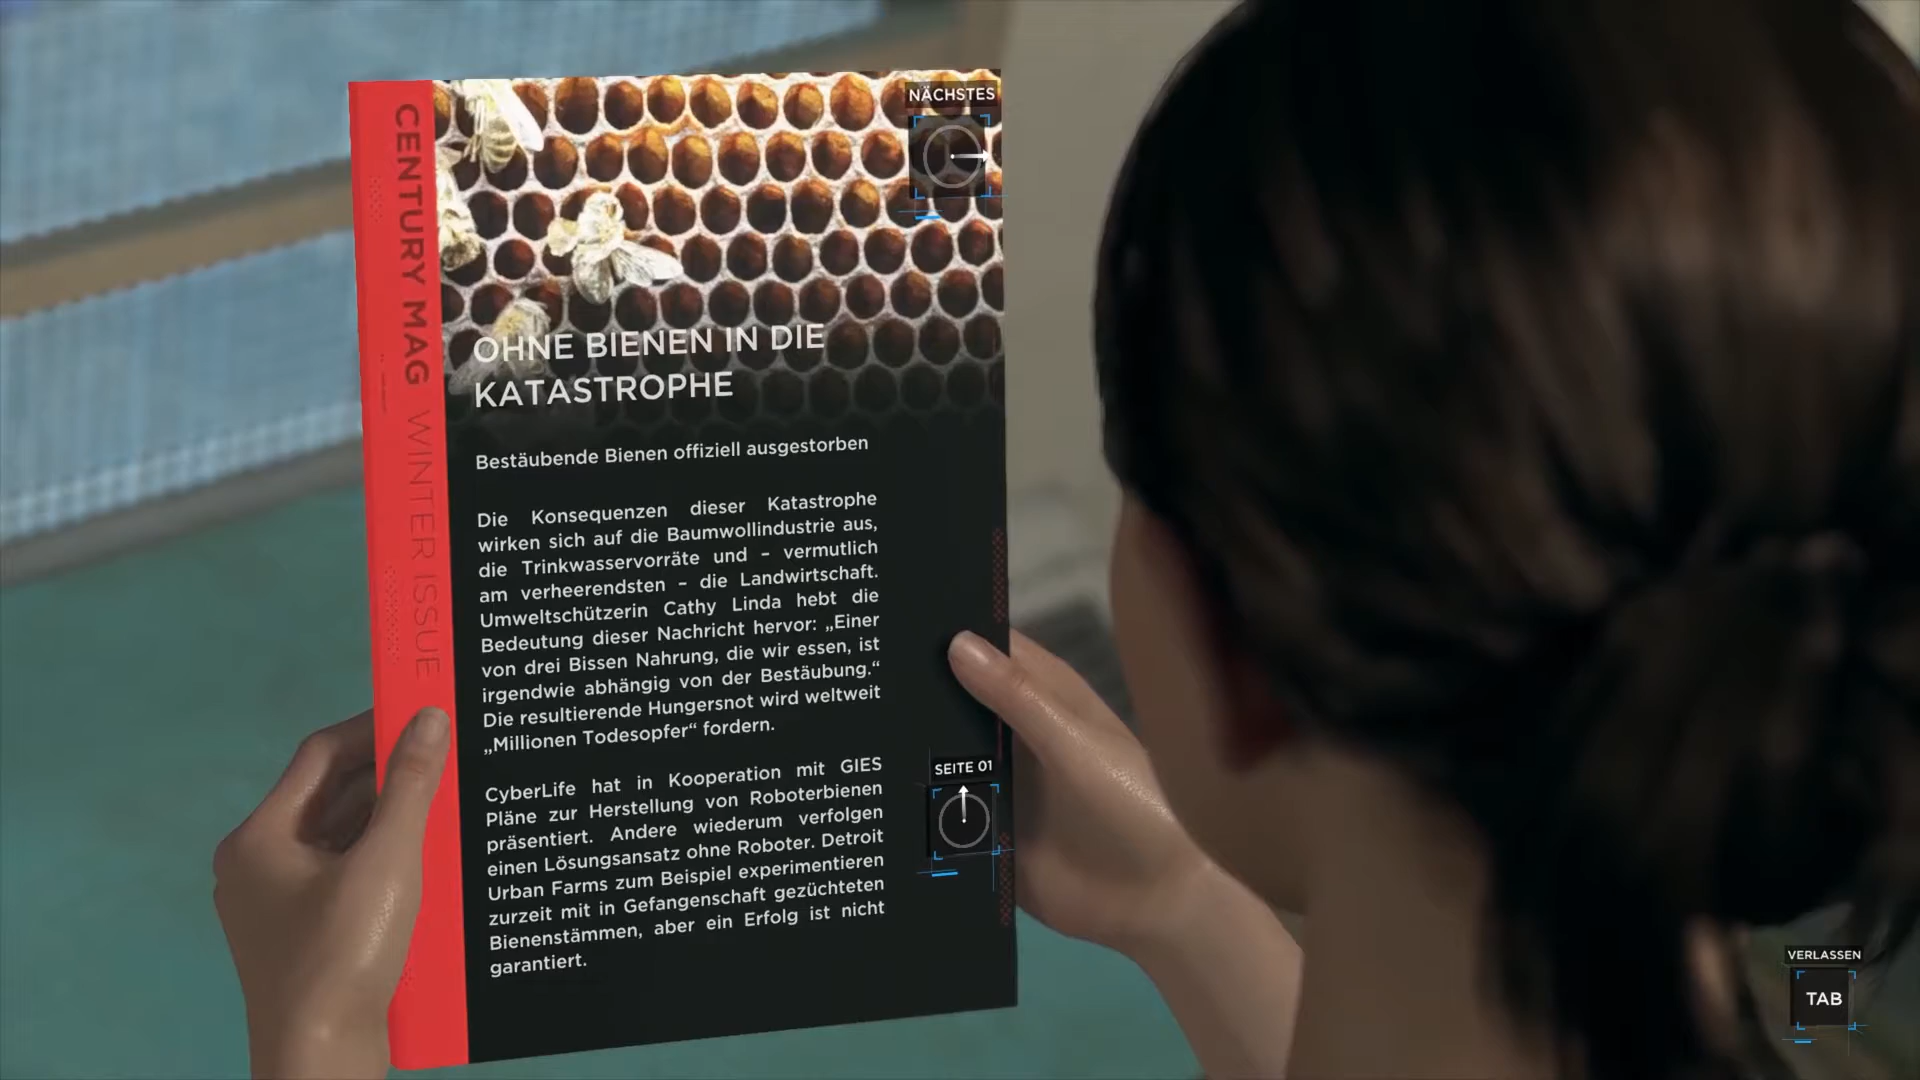 CENTURY MAG WINTER ISSUE
NÄCHSTES
OHNE BIENEN IN DIE
KATASTROPHE
Bestäubende Bienen offiziell ausgestorben
Die Konsequenzen dieser Katastrophe
wirken sich auf die Baumwollindustrie aus,
die Trinkwasservorräte und – vermutlich
am verheerendsten – die Landwirtschaft.
Umweltschützerin Cathy Linda hebt die
Bedeutung dieser Nachricht hervor: „Einer
von drei Bissen Nahrung, die wir essen, ist
irgendwie abhängig von der Bestäubung.“
Die resultierende Hungersnot wird weltweit
„Millionen Todesopfer“ fordern.
CyberLife hat in Kooperation mit GIES
Pläne zur Herstellung von Roboterbienen
präsentiert. Andere wiederum verfolgen
einen Lösungsansatz ohne Roboter. Detroit
Urban Farms zum Beispiel experimentieren
zurzeit mit in Gefangenschaft gezüchteten
Bienenstämmen, aber ein Erfolg ist nicht
garantiert.
SEITE 01
VERLASSEN
TAB